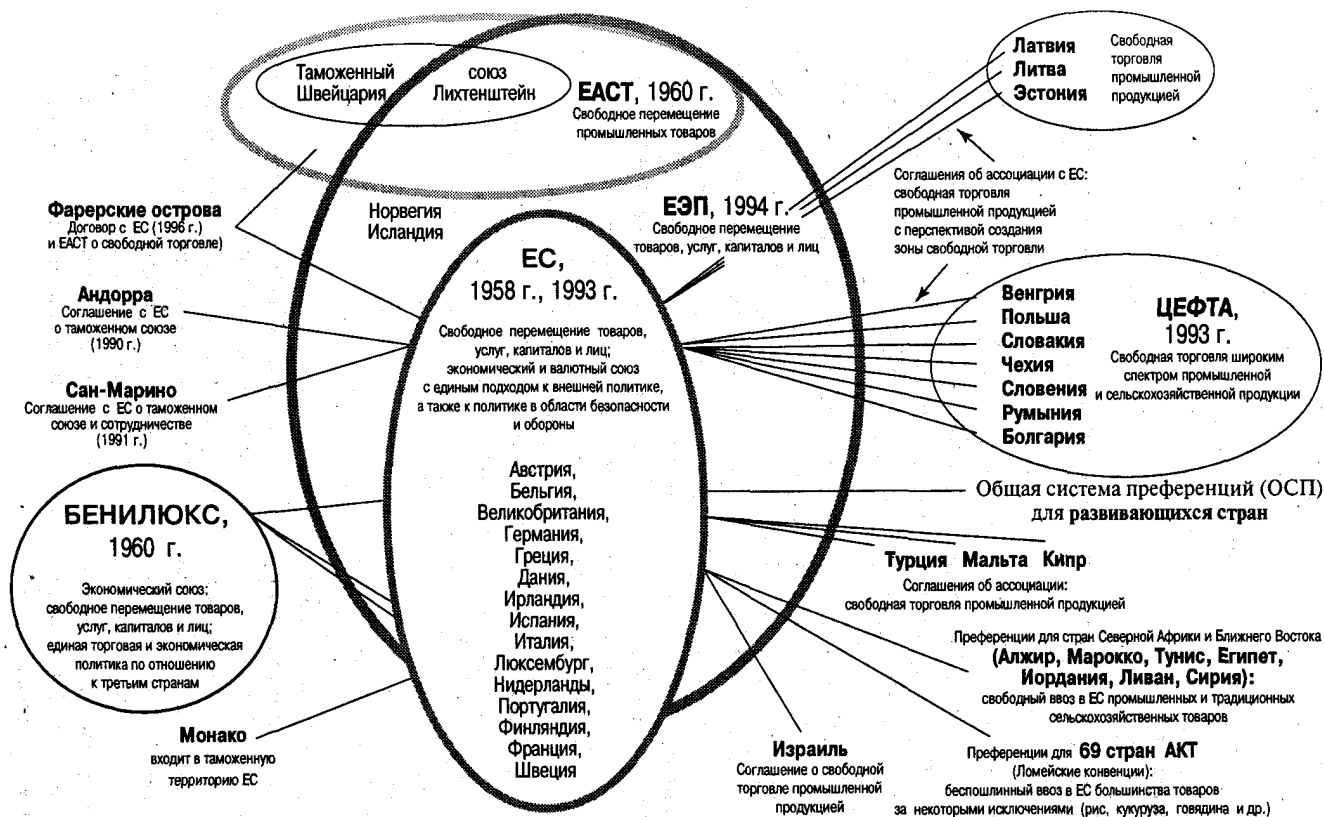 Таможенный союз
Швейцария Лихтенштейн
ЕАСТ, 1960 г.
Свободное перемещение
промышленных товаров
Латвия
Литва
Эстония
Свободная
торговля
промышленной
продукцией
Соглашения об ассоциации с ЕС:
свободная торговля
промышленной продукцией
с перспективой создания
зоны свободной торговли
Фарерские острова
Договор с ЕС (1996 г.)
и ЕАСТ о свободной торговле)
Норвегия
Исландия
ЕЭП, 1994 г.
Свободное перемещение
товаров, услуг, капиталов и лиц
Андорра
Соглашение с ЕС
о таможенном союзе
(1990 г.)
Сан-Марино
Соглашение с ЕС о таможенном
союзе и сотрудничестве
(1991 г.)
ЕС,
1958 г., 1993 г.
Свободное перемещение товаров,
услуг, капиталов и лиц;
экономический и валютный союз
с единым подходом к внешней политике,
а также к политике в области безопасности
и обороны
Австрия,
Бельгия,
Великобритания,
Германия,
Греция,
Дания,
Ирландия,
Испания,
Италия,
Люксембург,
Нидерланды,
Португалия,
Финляндия,
Франция,
Швеция
Венгрия
Польша
Словакия
Чехия
Словения
Румыния
Болгария
ЦЕФТА,
1993 г.
Свободная торговля широким
спектром промышленной
и сельскохозяйственной продукции
БЕНИЛЮКС,
1960 г.
Экономический союз;
свободное перемещение товаров,
услуг, капиталов и лиц;
единая торговая и экономическая
политика по отношению
к третьим странам
Монако
входит в таможенную
территорию ЕС
Общая система преференций (ОСП)
для развивающихся стран
Турция Мальта Кипр
Соглашения об ассоциации:
свободная торговля промышленной продукцией
Преференции для стран Северной Африки и Ближнего Востока
(Алжир, Марокко, Тунис, Египет,
Иордания, Ливан, Сирия):
свободный ввоз в ЕС промышленных и традиционных
сельскохозяйственных товаров
Израиль
Соглашение о свободной
торговле промышленной
продукцией
Преференции для 69 стран АКТ
(Ломейские конвенции):
беспошлинный ввоз в ЕС большинства товаров
за некоторыми исключениями (рис, кукуруза, говядина и др.)